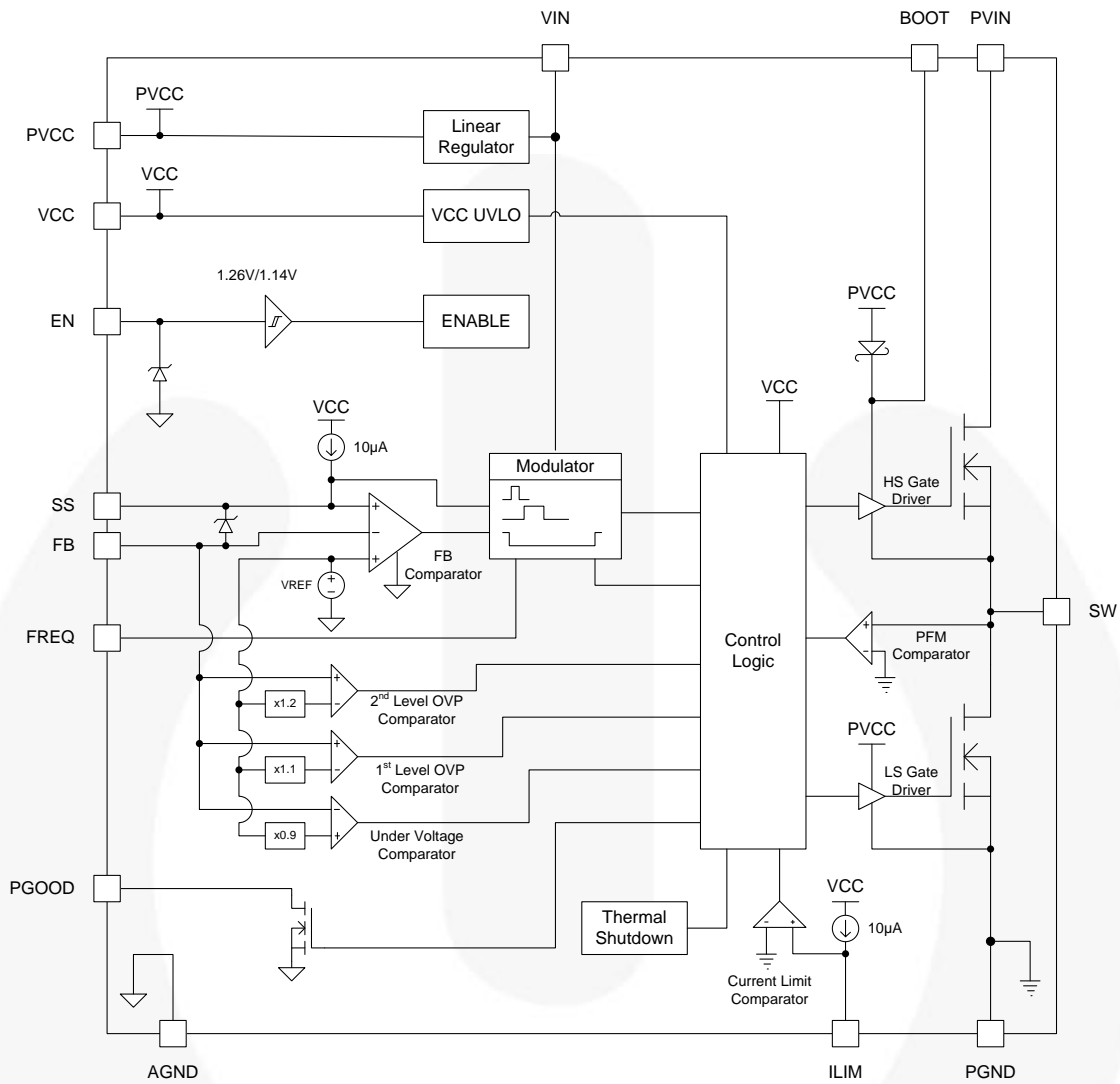 VIN
BOOT
PVIN
PVCC
PVCC
Linear
Regulator
VCC
VCC
VCC UVLO
1.26V/1.14V
EN
ENABLE
PVCC
VCC
VCC
10µA
Modulator
SS
+
HS Gate
Driver
FB
−
+
FB
Comparator
VREF
+
−
SW
FREQ
+
−
PFM
Comparator
Control
Logic
x1.2
+
−
2nd Level OVP
Comparator
PVCC
x1.1
+
−
1st Level OVP
Comparator
LS Gate
Driver
x0.9
−
+
Under Voltage
Comparator
PGOOD
VCC
Thermal
Shutdown
−
+
10µA
Current Limit
Comparator
AGND
ILIM
PGND